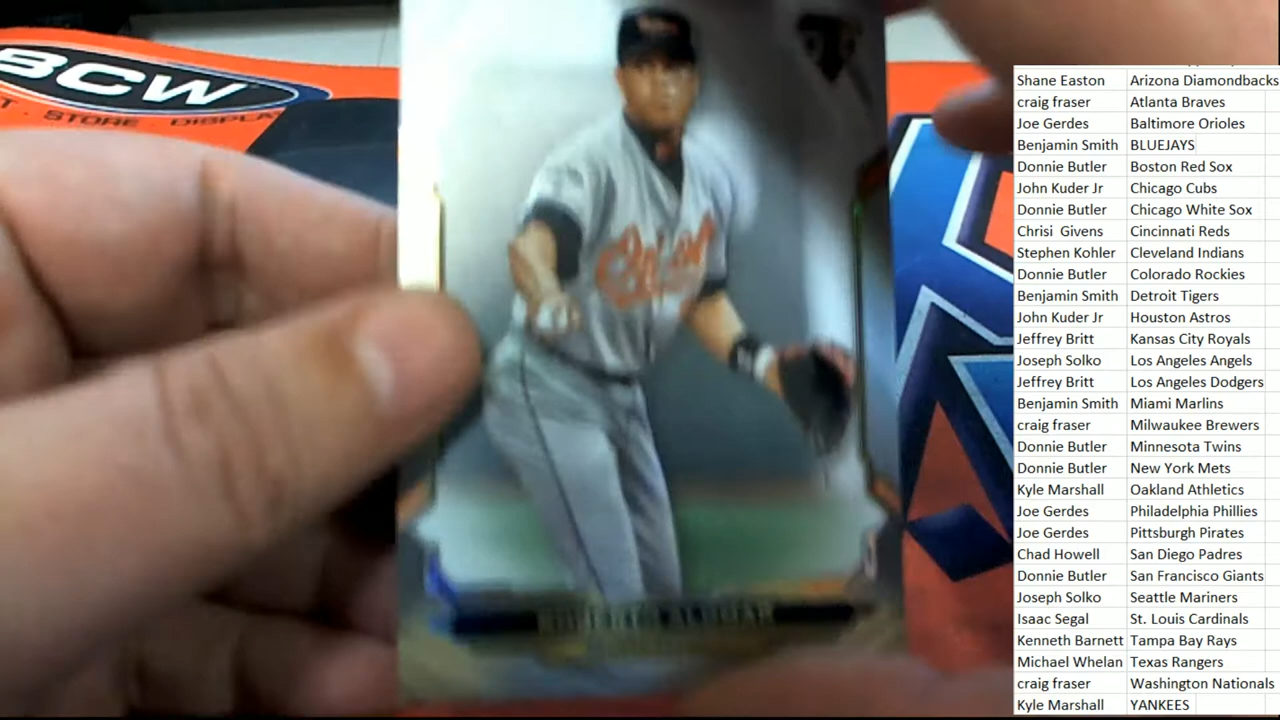 BCW
STORE DISPLA
Orioles
ROBERTO ALOMAR
Shane Easton Arizona Diamondbacks
craig fraser Atlanta Braves
Joe Gerdes Baltimore Orioles
Benjamin Smith BLUEJAYS
Donnie Butler Boston Red Sox
John Kuder Jr Chicago Cubs
Donnie Butler Chicago White Sox
Chrisi Givens Cincinnati Reds
Stephen Kohler Cleveland Indians
Donnie Butler Colorado Rockies
Benjamin Smith Detroit Tigers
John Kuder Jr Houston Astros
Jeffrey Britt Kansas City Royals
Joseph Solko Los Angeles Angels
Jeffrey Britt Los Angeles Dodgers
Benjamin Smith Miami Marlins
craig fraser Milwaukee Brewers
Donnie Butler Minnesota Twins
Donnie Butler New York Mets
Kyle Marshall Oakland Athletics
Joe Gerdes Philadelphia Phillies
Joe Gerdes Pittsburgh Pirates
Chad Howell San Diego Padres
Donnie Butler San Francisco Giants
Joseph Solko Seattle Mariners
Isaac Segal St. Louis Cardinals
Kenneth Barnett Tampa Bay Rays
Michael Whelan Texas Rangers
craig fraser Washington Nationals
Kyle Marshall YANKEES